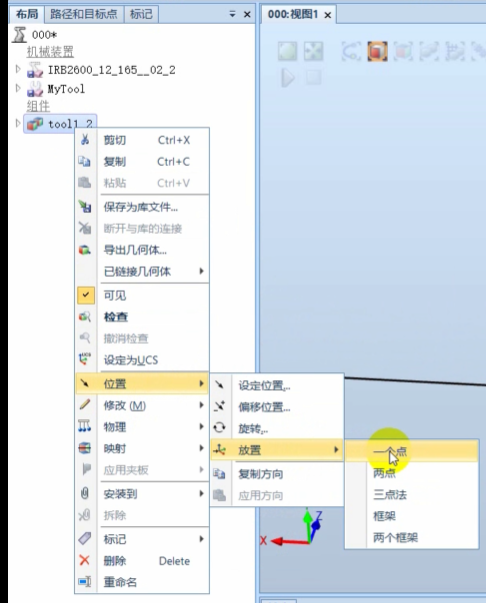 布局 路径和目标点 标记
000:视图1
000*
机械装置
IRB2600_12_165__02_2
MyTool
组件
tool1_2
剪切 Ctrl+X
复制 Ctrl+C
粘贴 Ctrl+V
保存为库文件...
断开与库的连接
导出几何体...
已链接几何体
可见
检查
撤消检查
设定为UCS
位置
修改 (M)
物理
映射
应用夹板
安装到
拆除
标记
删除 Delete
重命名
设定位置...
偏移位置...
旋转...
放置
复制方向
应用方向
一个点
两点
三点法
框架
两个框架
Z
X